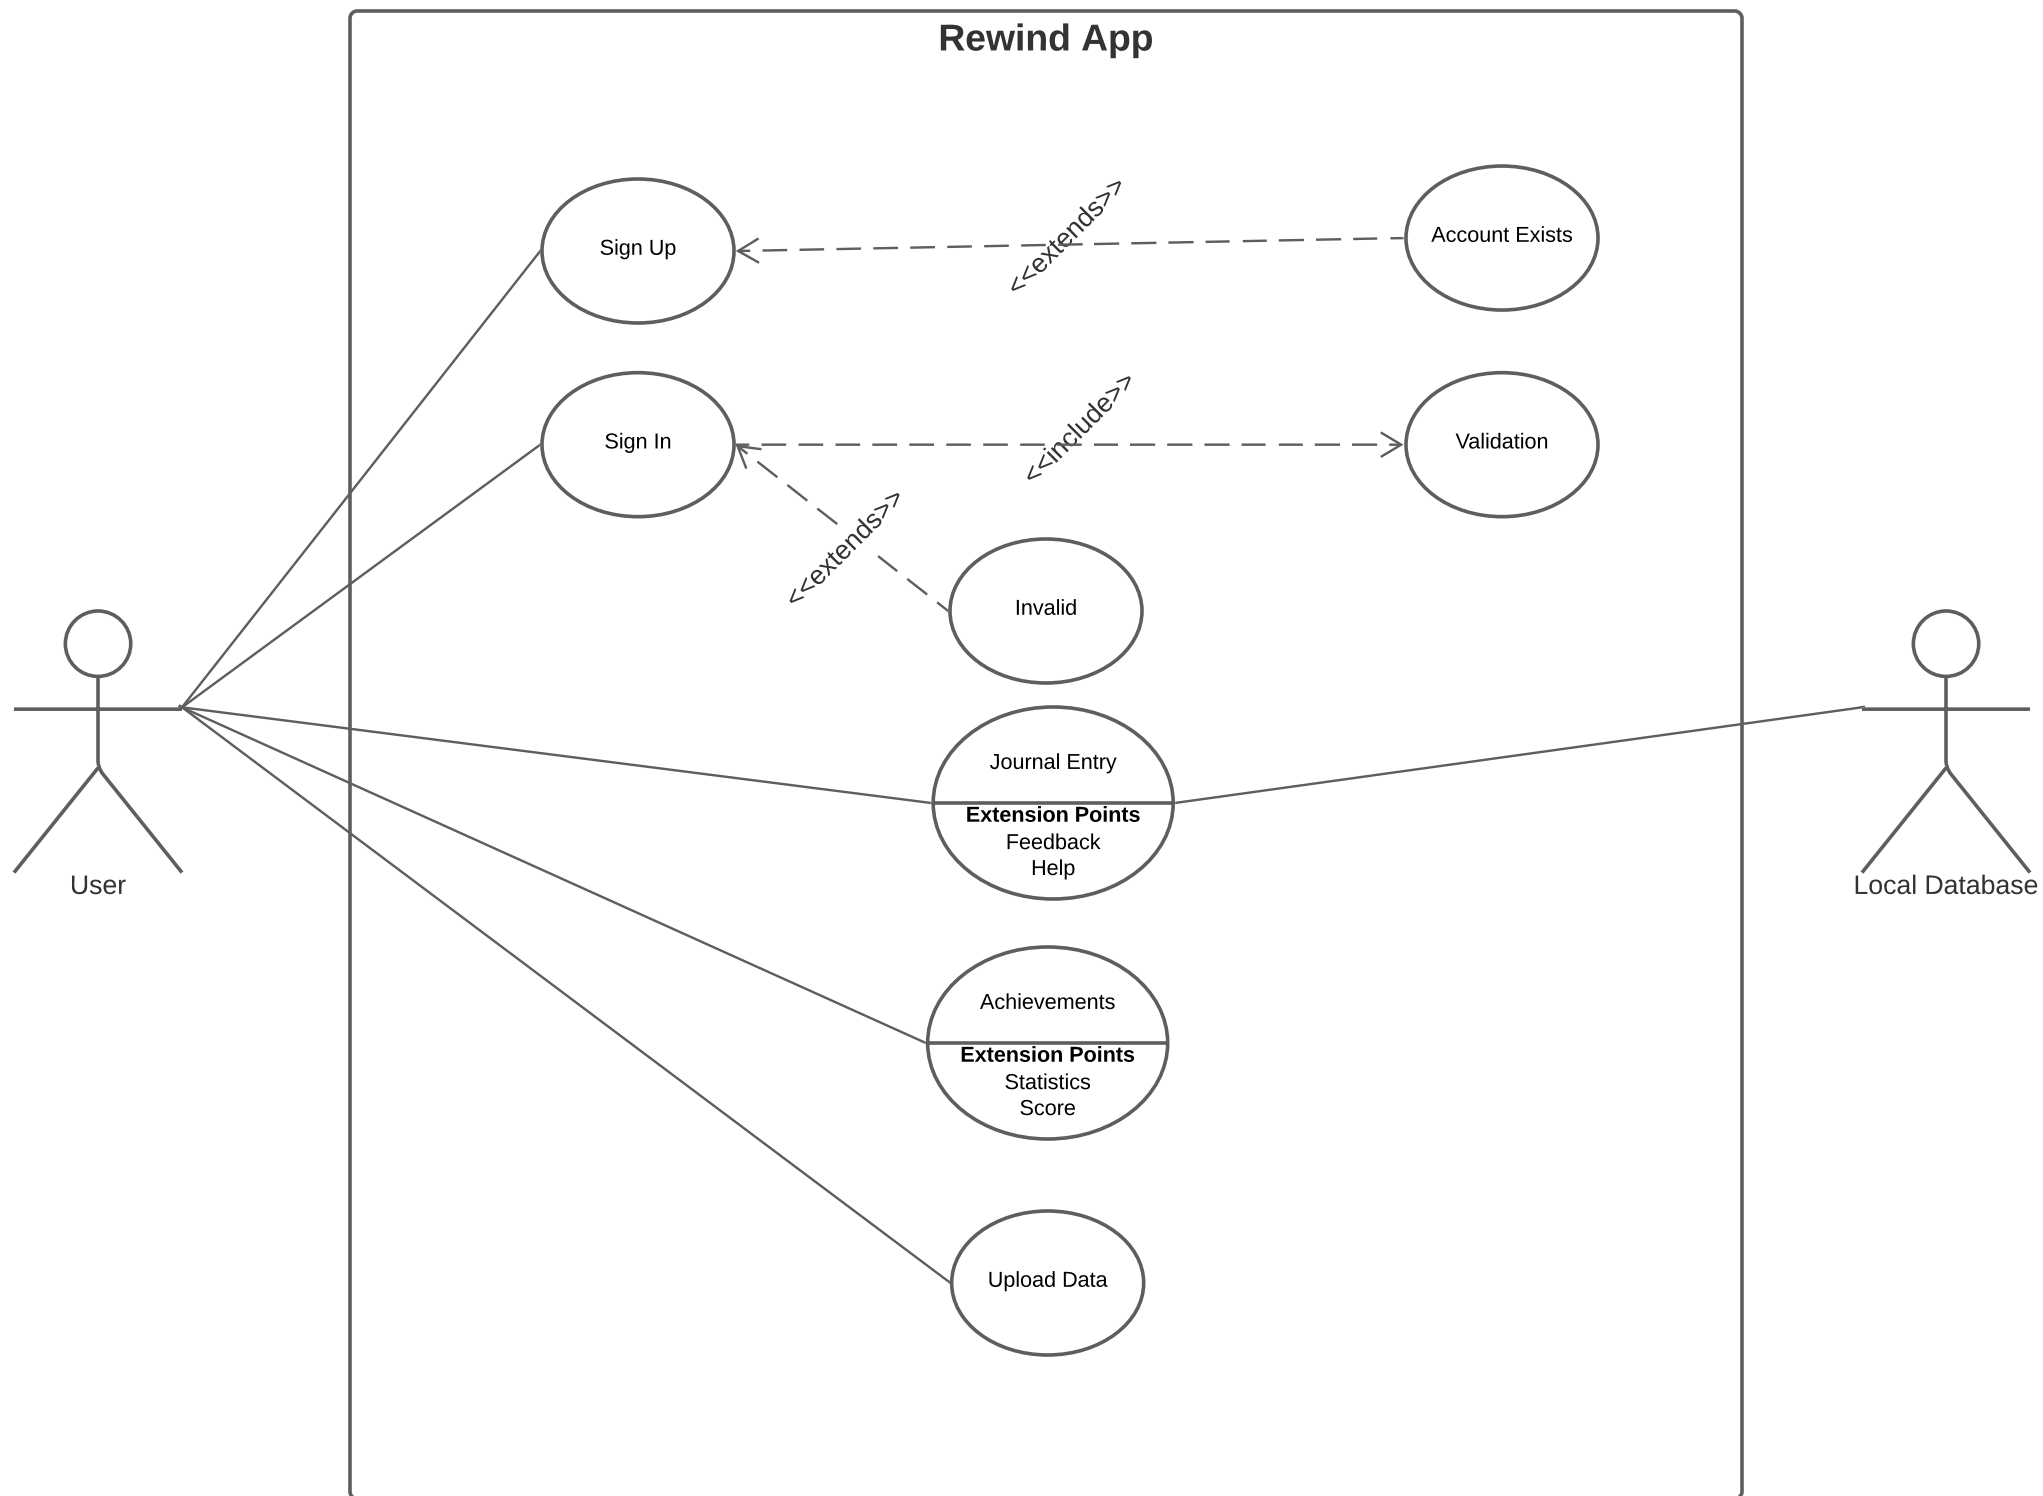 Rewind App
Sign Up
<<extends>>
Account Exists
Sign In
<<include>>
Validation
<<extends>>
Invalid
Journal Entry
Extension Points
Feedback
Help
User
Local Database
Achievements
Extension Points
Statistics
Score
Upload Data